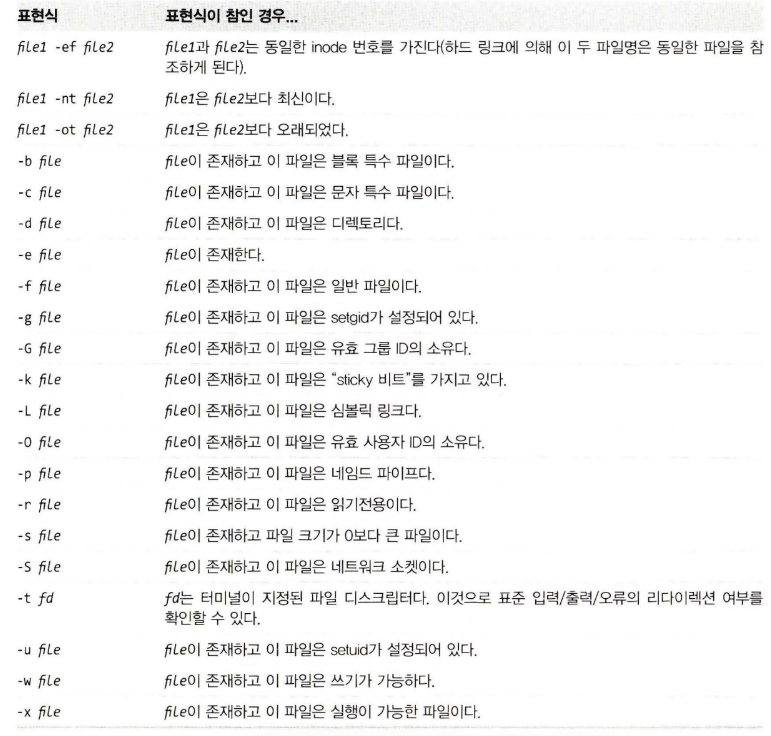 표현식 표현식이 참인 경우...
file1 -ef file2 file1과 file2는 동일한 inode 번호를 가진다(하드 링크에 의해 이 두 파일명은 동일한 파일을 참
조하게 된다).
file1 -nt file2 file1은 file2보다 최신이다.
file1 -ot file2 file1은 file2보다 오래되었다.
-b file file이 존재하고 이 파일은 블록 특수 파일이다.
-c file file이 존재하고 이 파일은 문자 특수 파일이다.
-d file file이 존재하고 이 파일은 디렉토리다.
-e file file이 존재한다.
-f file file이 존재하고 이 파일은 일반 파일이다.
-g file file이 존재하고 이 파일은 setgid가 설정되어 있다.
-G file file이 존재하고 이 파일은 유효 그룹 ID의 소유다.
-k file file이 존재하고 이 파일은 “sticky 비트”를 가지고 있다.
-L file file이 존재하고 이 파일은 심볼릭 링크다.
-O file file이 존재하고 이 파일은 유효 사용자 ID의 소유다.
-p file file이 존재하고 이 파일은 네임드 파이프다.
-r file file이 존재하고 이 파일은 읽기전용이다.
-s file file이 존재하고 파일 크기가 0보다 큰 파일이다.
-S file file이 존재하고 이 파일은 네트워크 소켓이다.
-t fd fd는 터미널이 지정된 파일 디스크립터다. 이것으로 표준 입력/출력/오류의 리다이렉션 여부를
확인할 수 있다.
-u file file이 존재하고 이 파일은 setuid가 설정되어 있다.
-w file file이 존재하고 이 파일은 쓰기가 가능하다.
-x file file이 존재하고 이 파일은 실행이 가능한 파일이다.